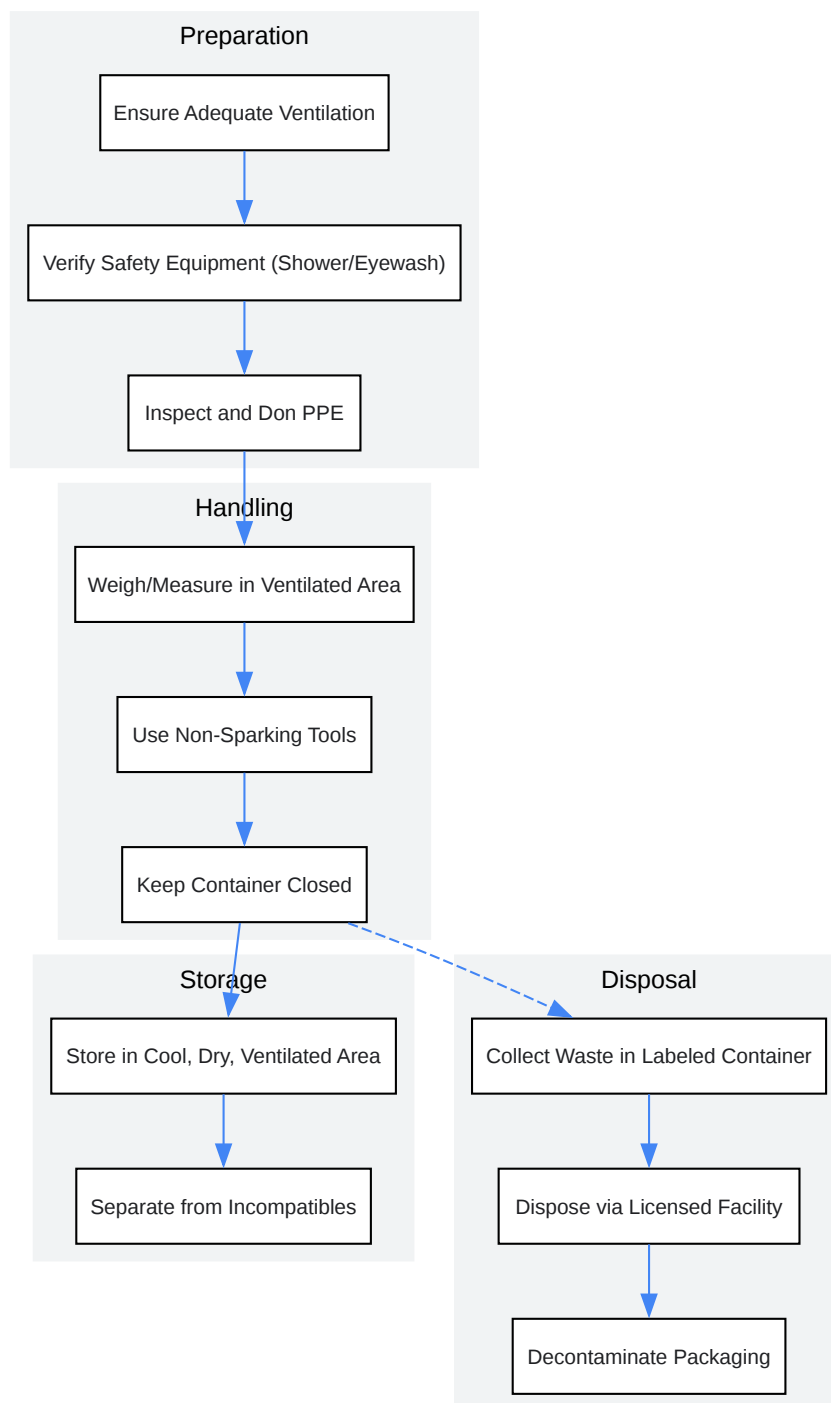 Preparation
Ensure Adequate Ventilation
Verify Safety Equipment (Shower/Eyewash)
Inspect and Don PPE
Handling
Weigh/Measure in Ventilated Area
Use Non-Sparking Tools
Keep Container Closed
Storage
Store in Cool, Dry, Ventilated Area
Separate from Incompatibles
Disposal
Collect Waste in Labeled Container
Dispose via Licensed Facility
Decontaminate Packaging